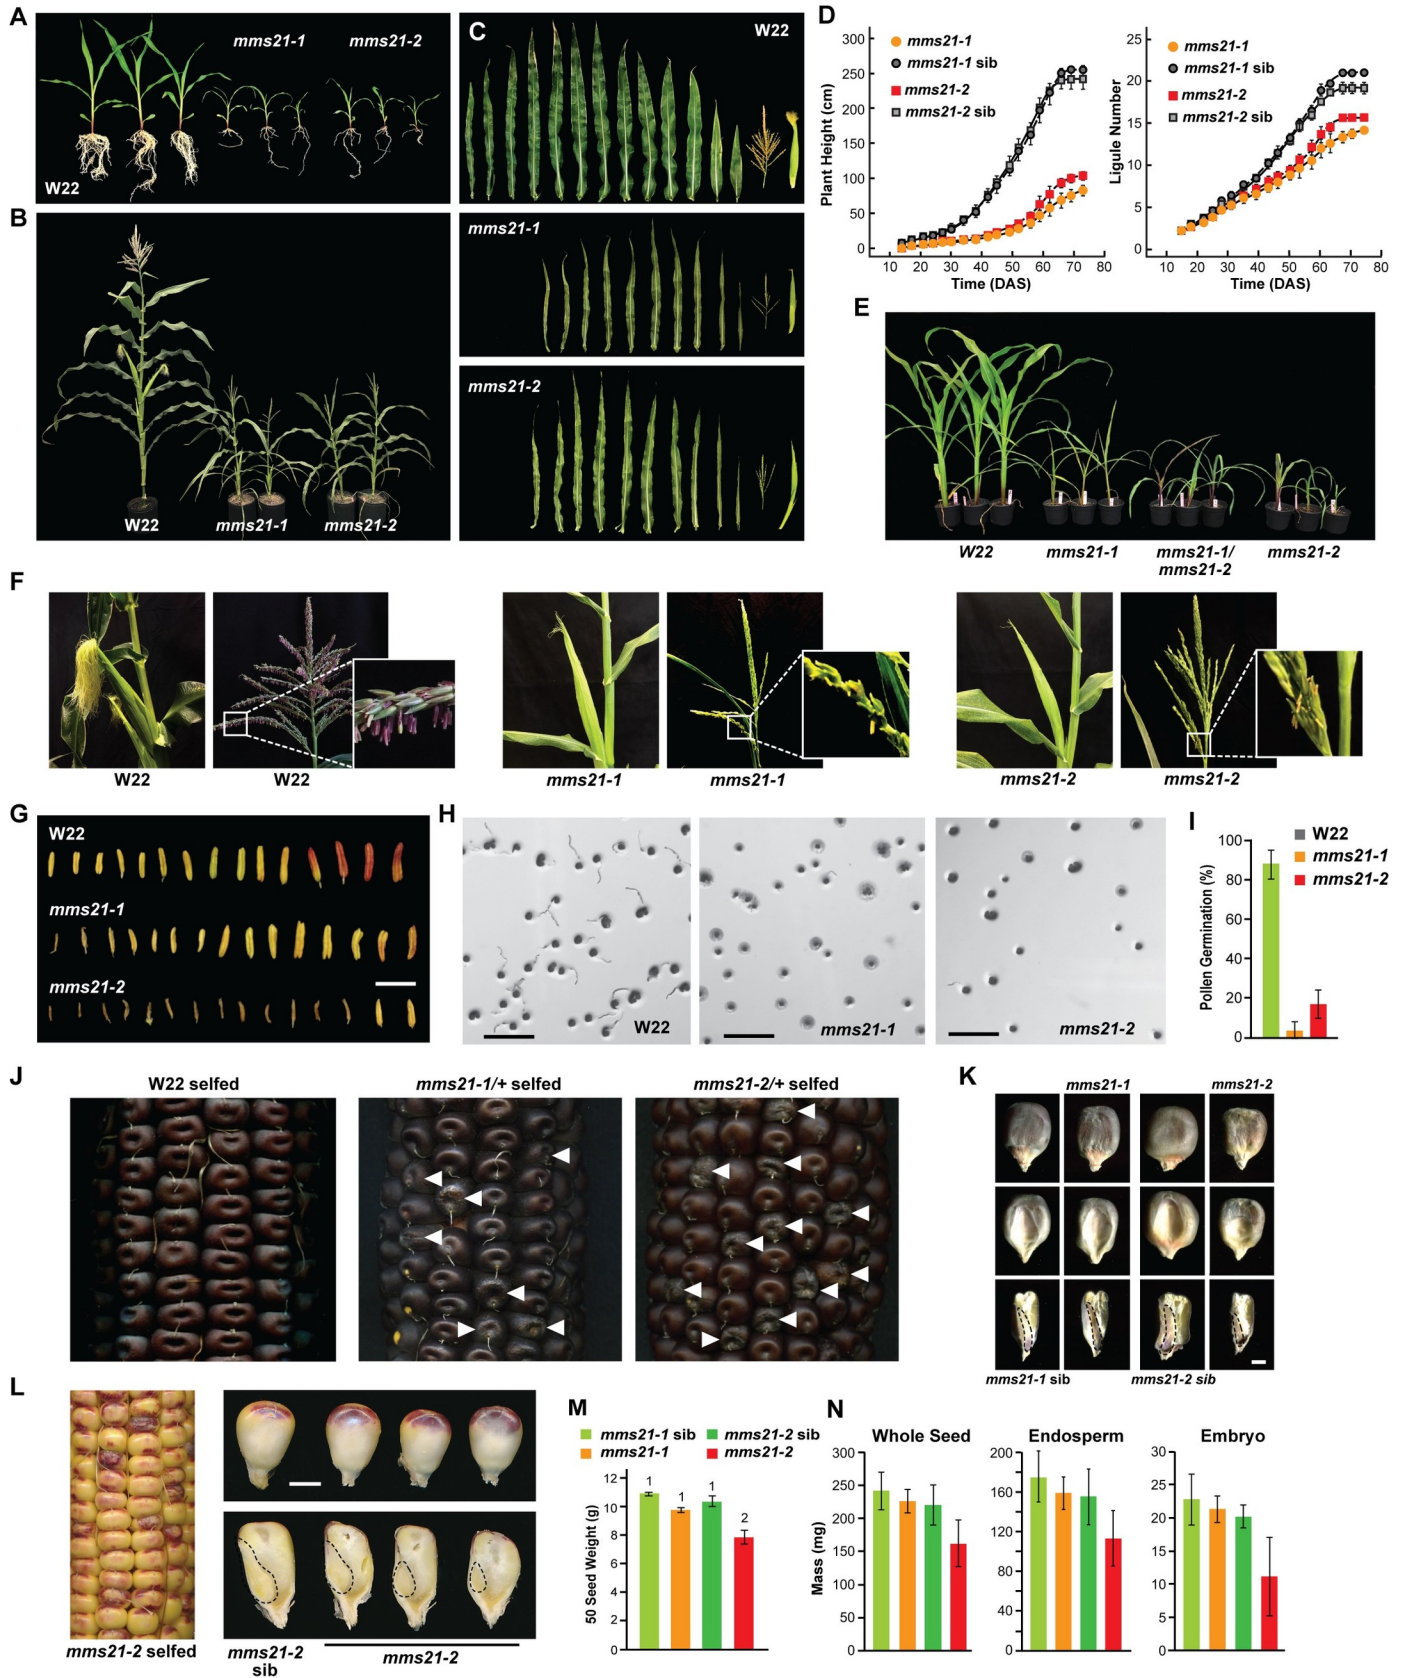 A
mms21-1
mms21-2
W22
B
W22
mms21-1
mms21-2
C
W22
mms21-1
mms21-2
D
mms21-1
mms21-1 sib
mms21-2
mms21-2 sib
Plant Height (cm)
300
250
200
150
100
50
0
10 20 30 40 50 60 70 80
Time (DAS)
mms21-1
mms21-1 sib
mms21-2
mms21-2 sib
Ligule Number
25
20
15
10
5
0
10 20 30 40 50 60 70 80
Time (DAS)
E
W22
mms21-1
mms21-1/
mms21-2
mms21-2
F
W22
W22
mms21-1
mms21-1
mms21-2
mms21-2
G
W22
mms21-1
mms21-2
H
W22
mms21-1
mms21-2
I
W22
mms21-1
mms21-2
Pollen Germination (%)
100
80
60
40
20
0
J
W22 selfed
mms21-1/+ selfed
mms21-2/+ selfed
K
mms21-1
mms21-2
mms21-1 sib
mms21-2 sib
L
mms21-2 selfed
mms21-2
sib
mms21-2
M
mms21-1 sib
mms21-2 sib
mms21-1
mms21-2
50 Seed Weight (g)
12
10
8
6
4
2
0
1
1
1
2
N
Whole Seed
Mass (mg)
300
250
200
150
100
50
0
Endosperm
200
160
120
80
40
0
Embryo
30
25
20
15
10
5
0